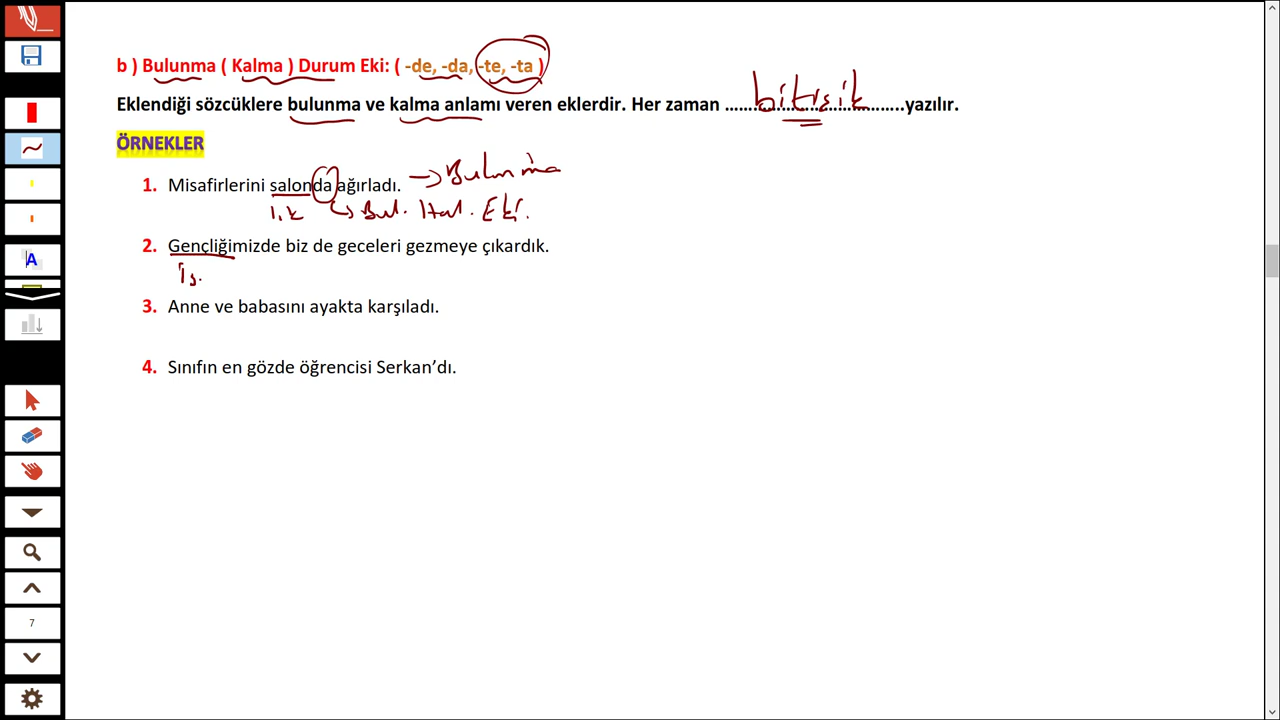 b ) Bulunma ( Kalma ) Durum Eki: ( -de, -da, -te, -ta )
Eklendiği sözcüklere bulunma ve kalma anlamı veren eklerdir. Her zaman ...... bitişik ......yazılır.
ÖRNEKLER
1. Misafirlerini salonda ağırladı. → Bulunma
Bul. Hal. Eki.
2. Gençliğimizde biz de geceleri gezmeye çıkardık.
İs.
3. Anne ve babasını ayakta karşıladı.
4. Sınıfın en gözde öğrencisi Serkan’dı.
A
7